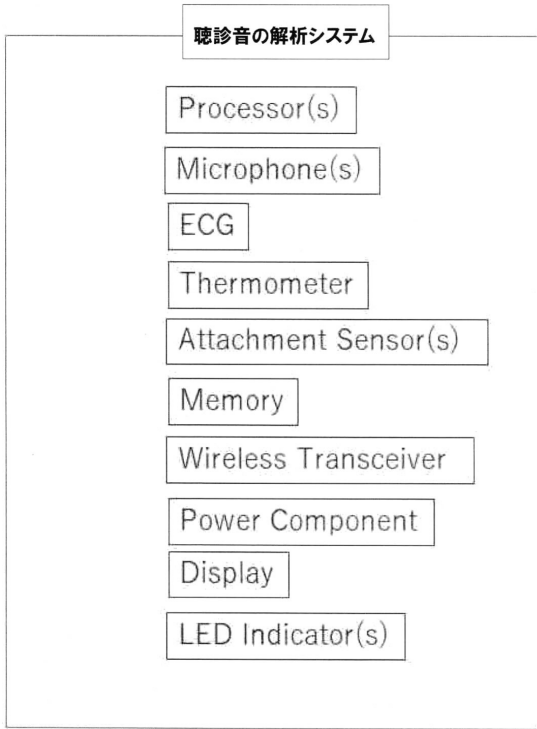 聴診音の解析システム
Processor(s)
Microphone(s)
ECG
Thermometer
Attachment Sensor(s)
Memory
Wireless Transceiver
Power Component
Display
LED Indicator(s)